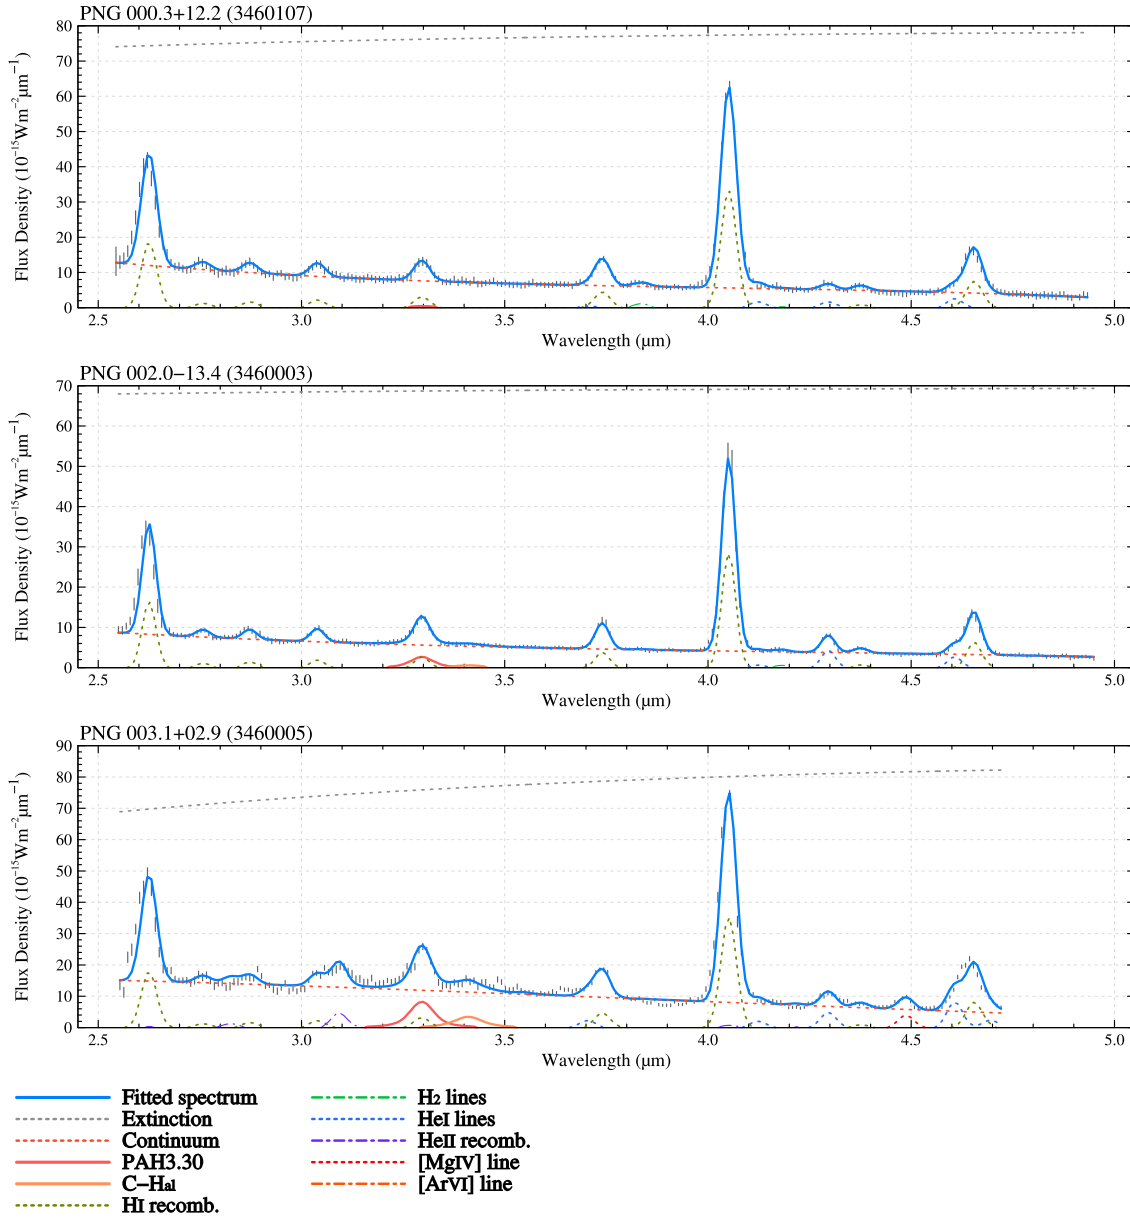 PNG 000.3+12.2 (3460107)
80
70
60
50
40
30
20
10
0
Flux Density (10⁻¹⁵Wm⁻²μm⁻¹)
2.5 3.0 3.5 4.0 4.5 5.0
Wavelength (μm)
PNG 002.0−13.4 (3460003)
70
60
50
40
30
20
10
0
Flux Density (10⁻¹⁵Wm⁻²μm⁻¹)
2.5 3.0 3.5 4.0 4.5 5.0
Wavelength (μm)
PNG 003.1+02.9 (3460005)
90
80
70
60
50
40
30
20
10
0
Flux Density (10⁻¹⁵Wm⁻²μm⁻¹)
2.5 3.0 3.5 4.0 4.5 5.0
Wavelength (μm)
Fitted spectrum
Extinction
Continuum
PAH3.30
C−Hal
HI recomb.
H2 lines
HeI lines
HeII recomb.
[MgIV] line
[ArVI] line